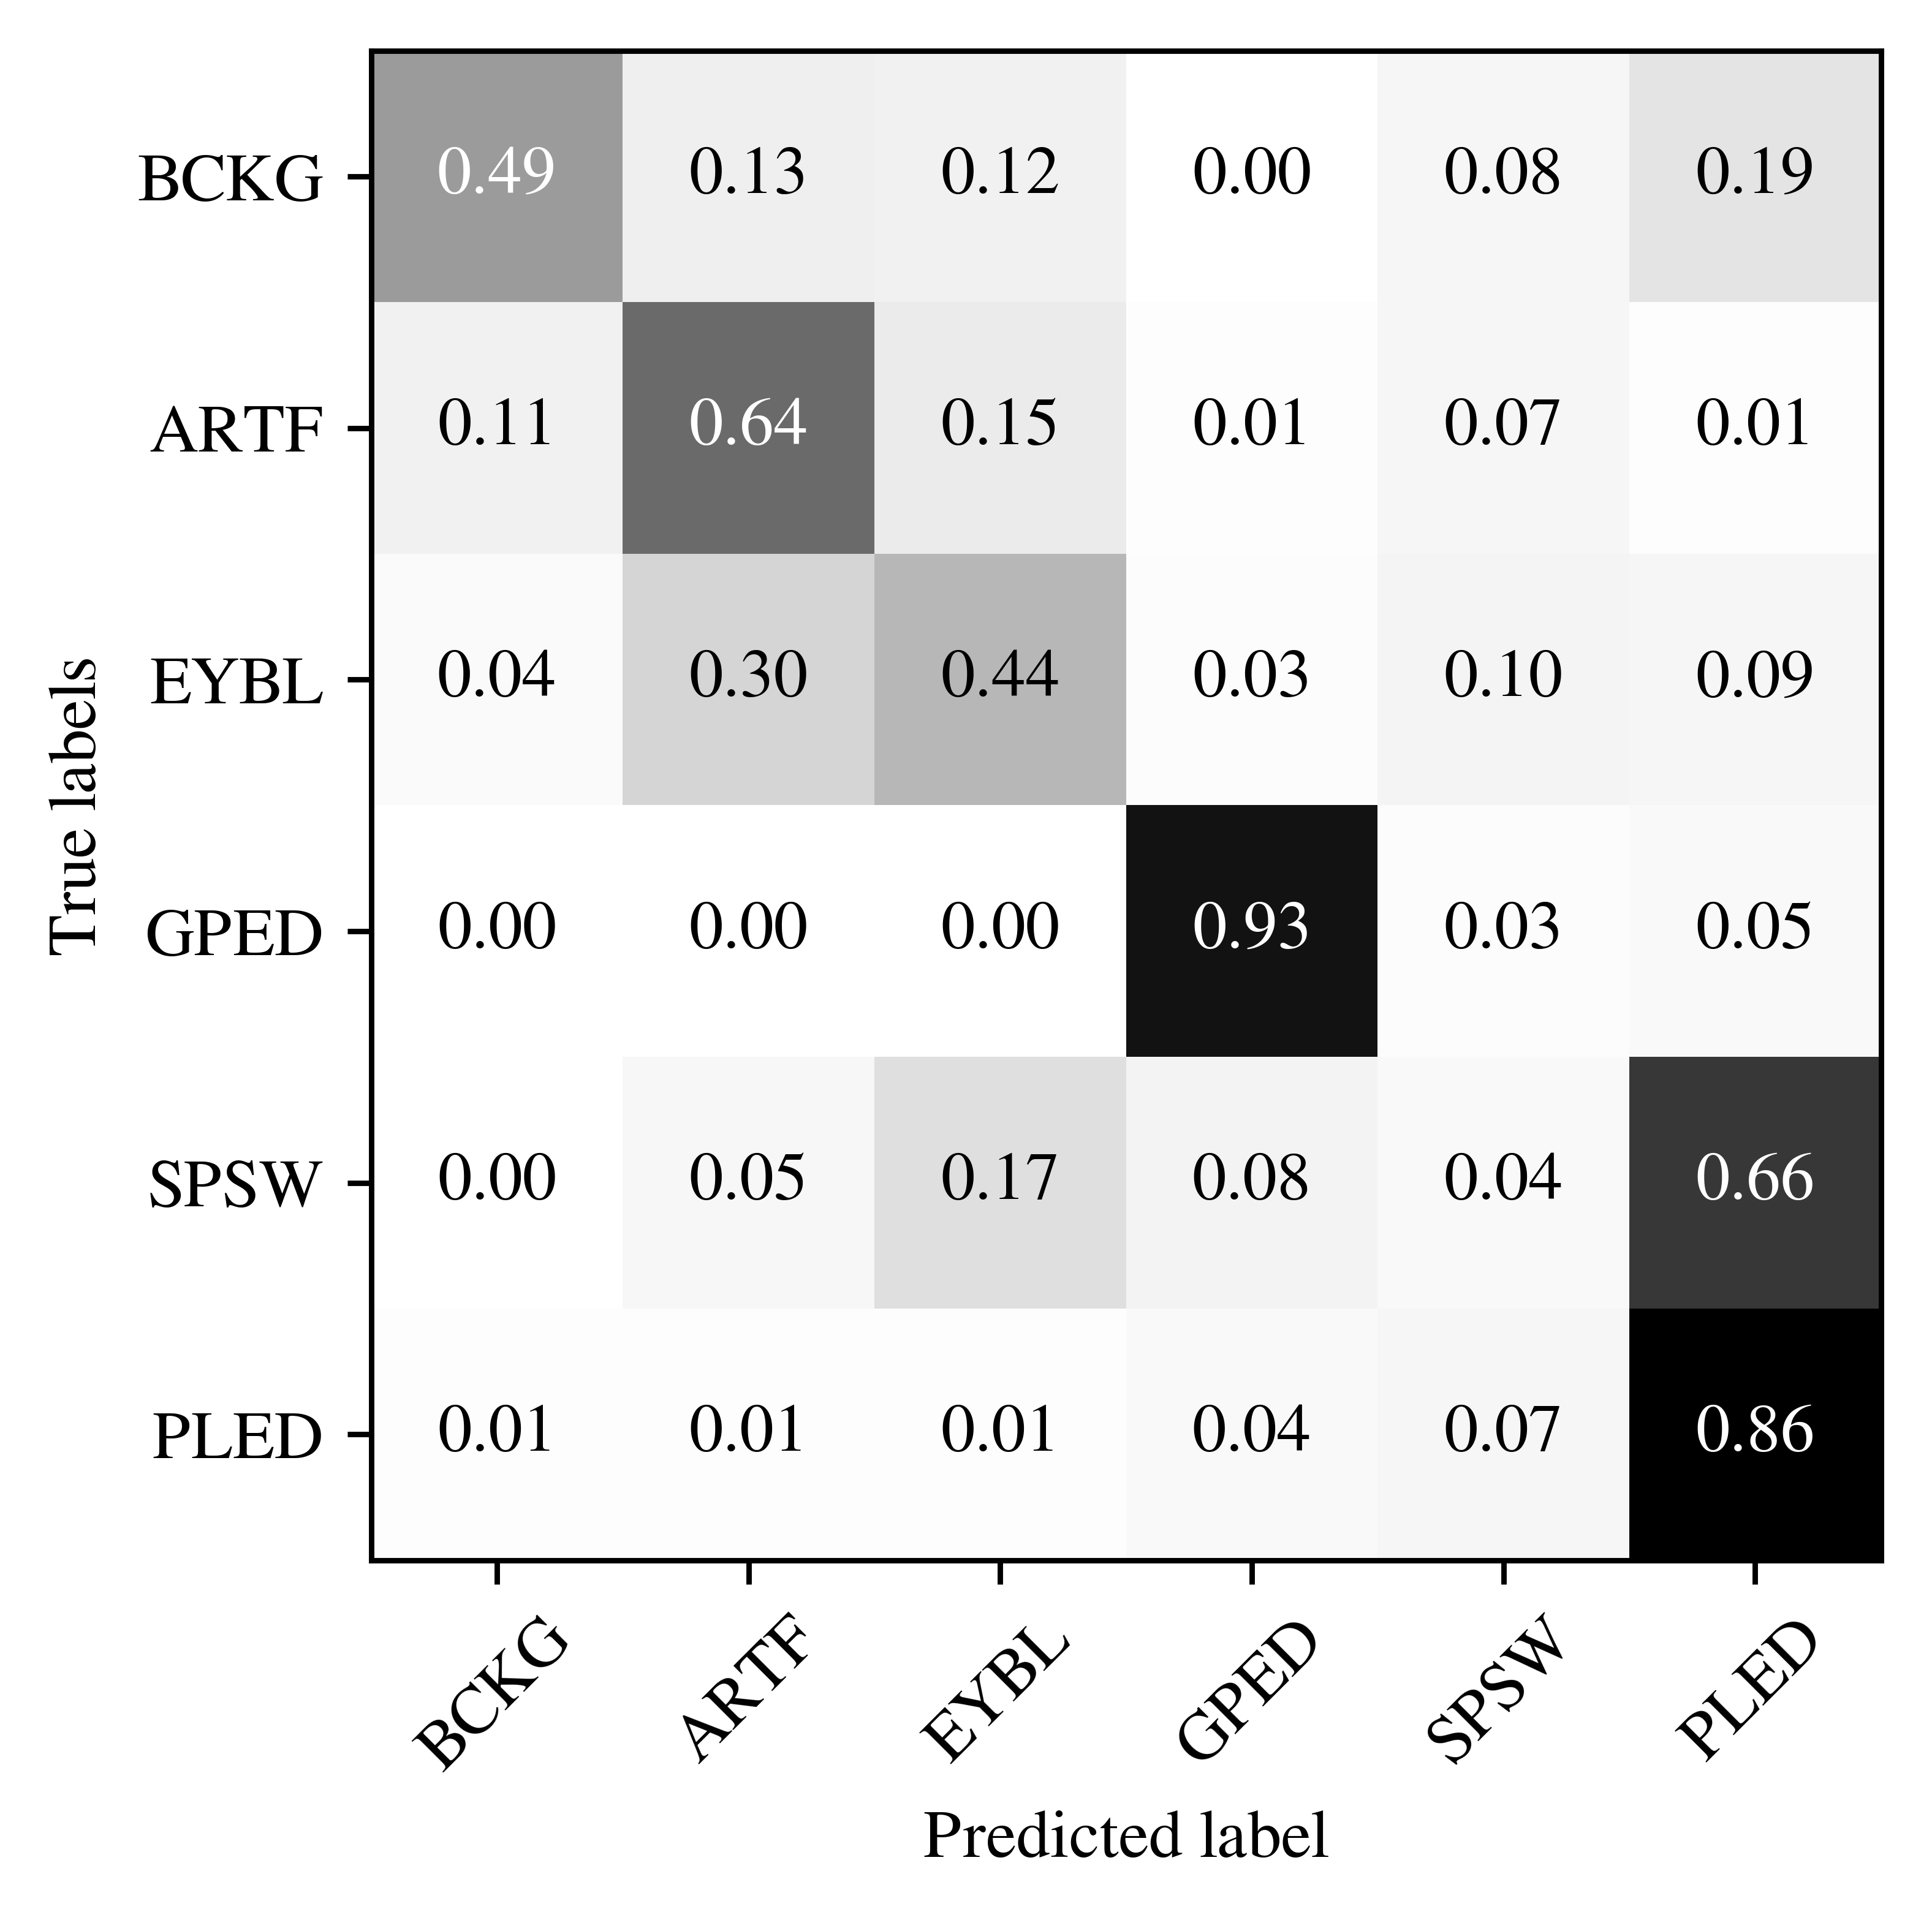 BCKG 0.49 0.13 0.12 0.00 0.08 0.19
ARTF 0.11 0.64 0.15 0.01 0.07 0.01
EYBL 0.04 0.30 0.44 0.03 0.10 0.09
GPED 0.00 0.00 0.00 0.93 0.03 0.05
SPSW 0.00 0.05 0.17 0.08 0.04 0.66
PLED 0.01 0.01 0.01 0.04 0.07 0.86
True labels
BCKG ARTF EYBL GPED SPSW PLED
Predicted label